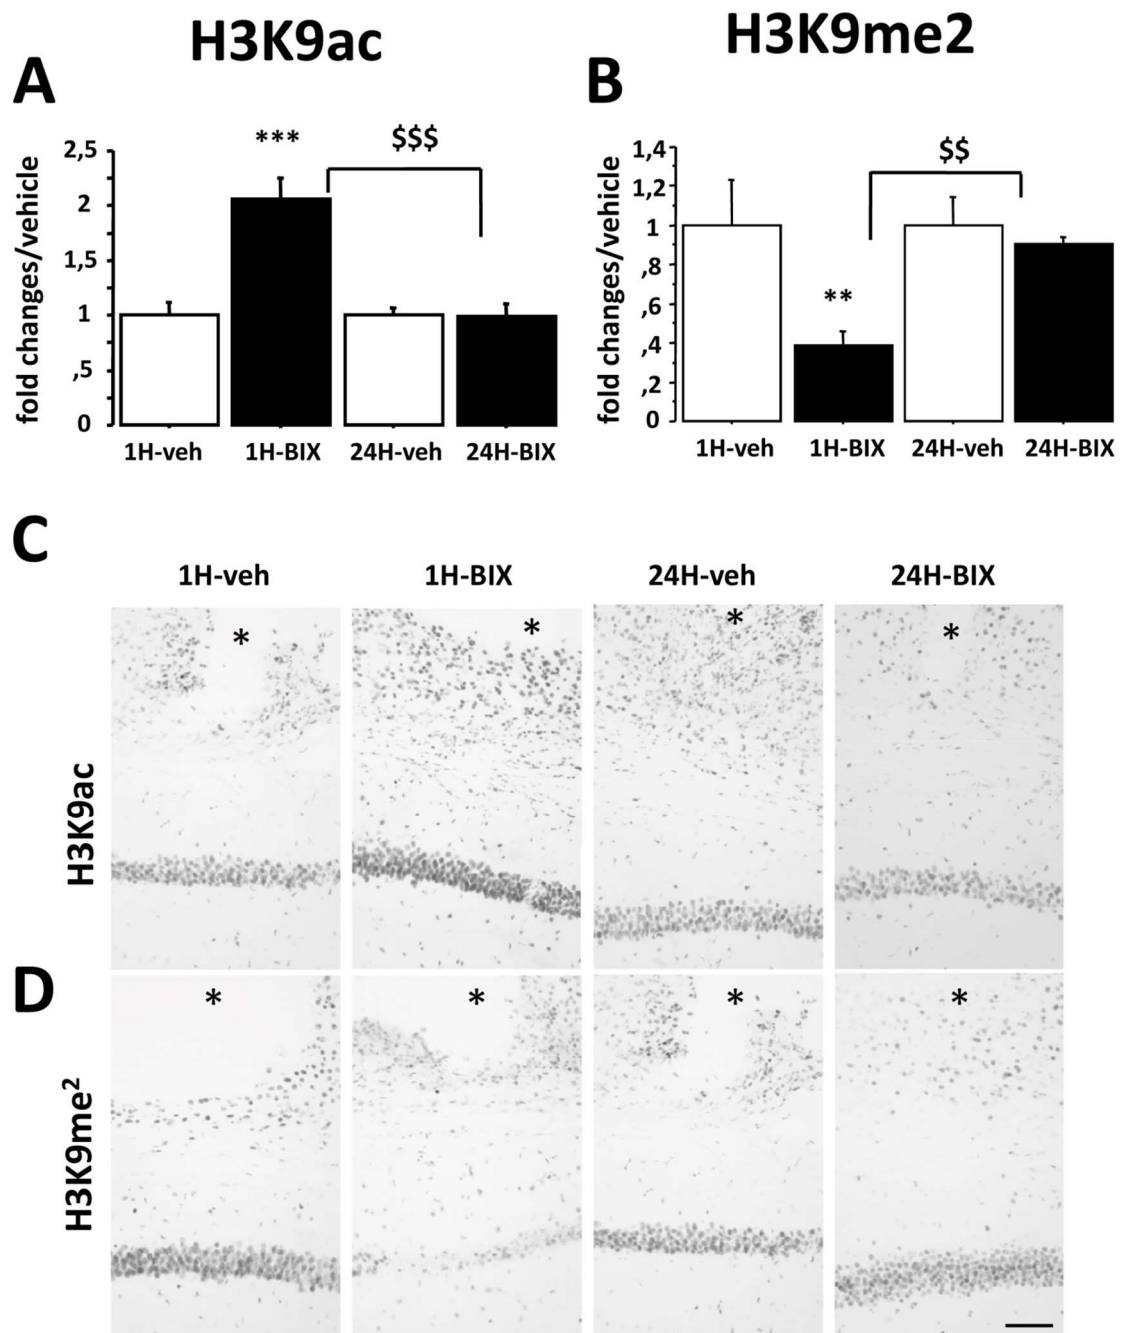 H3K9ac
H3K9me2
A
B
***
$$$
fold changes/vehicle
2,5
2
1,5
1
,5
0
1H-veh 1H-BIX 24H-veh 24H-BIX
$$
**
fold changes/vehicle
1,4
1,2
1
,8
,6
,4
,2
0
1H-veh 1H-BIX 24H-veh 24H-BIX
C
1H-veh 1H-BIX 24H-veh 24H-BIX
* * * *
H3K9ac
D
* * * *
H3K9me²